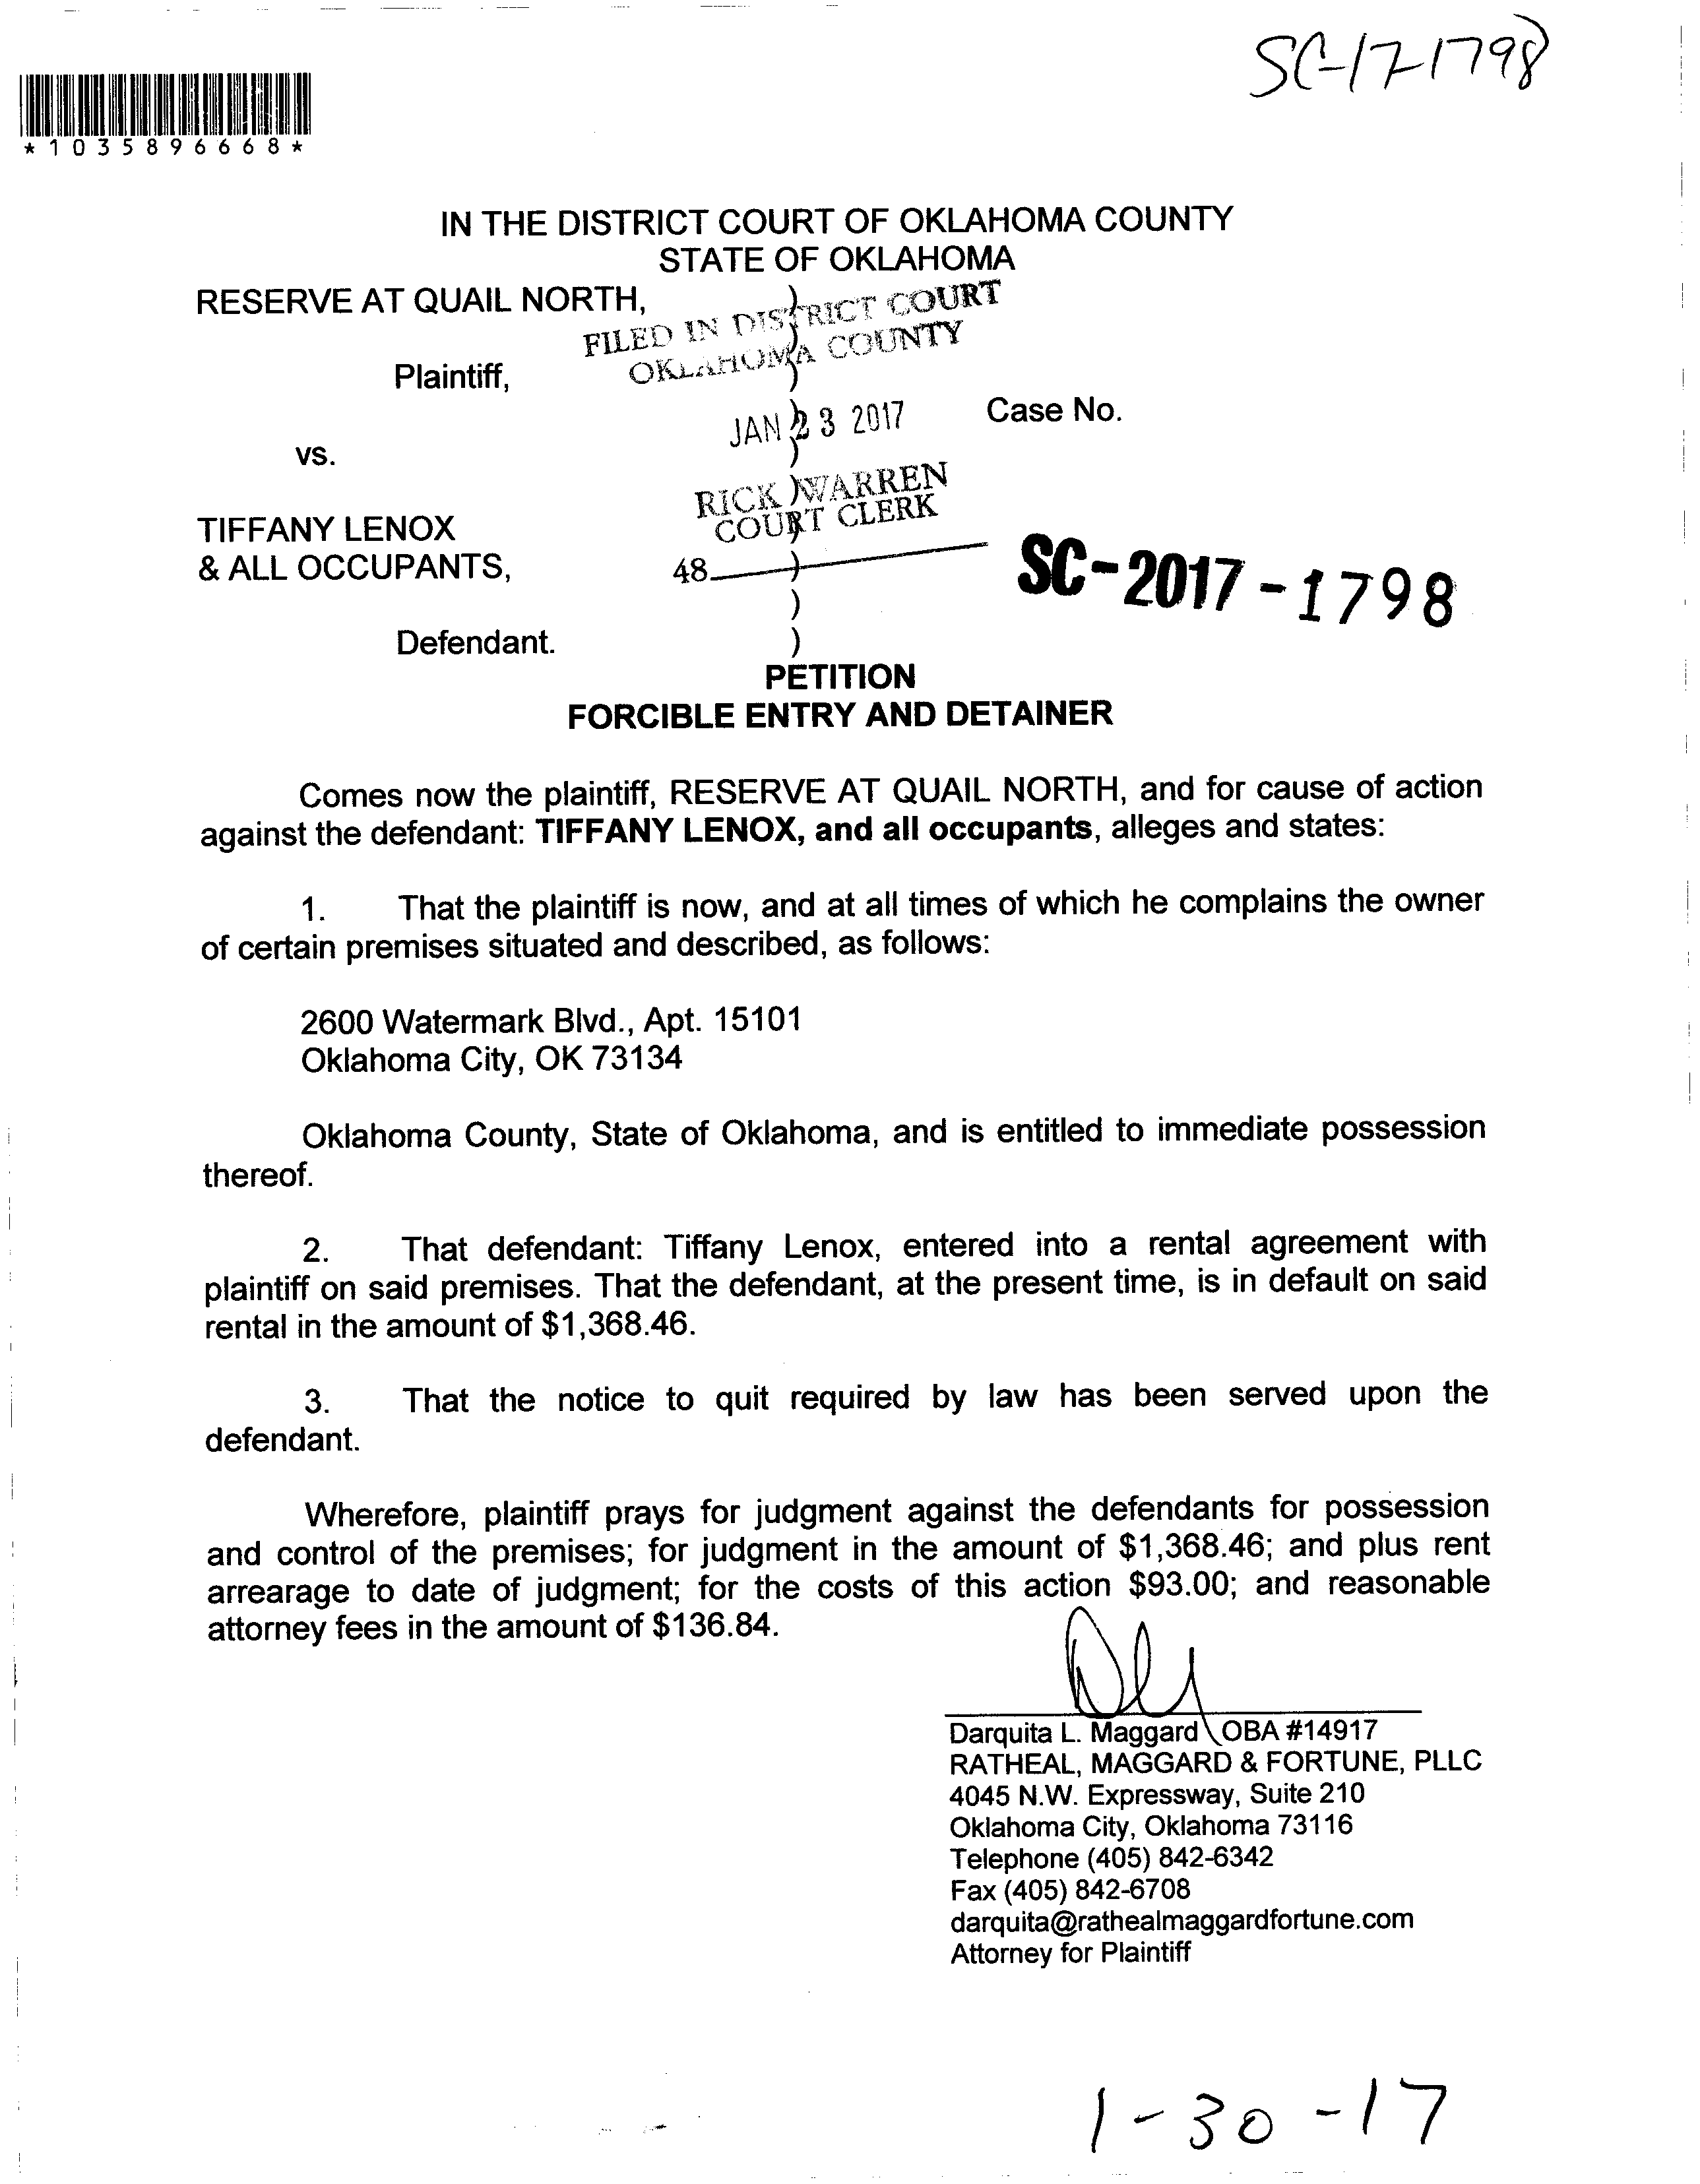 SC-17-1798
*1035896668*
IN THE DISTRICT COURT OF OKLAHOMA COUNTY
STATE OF OKLAHOMA
RESERVE AT QUAIL NORTH, )
FILED IN DISTRICT COURT
OKLAHOMA COUNTY
Plaintiff, )
JAN 23 2017
Case No.
vs. )
RICK WARREN
COURT CLERK
TIFFANY LENOX
& ALL OCCUPANTS, )
48
SC-2017-1798
)
Defendant. )
PETITION
FORCIBLE ENTRY AND DETAINER
Comes now the plaintiff, RESERVE AT QUAIL NORTH, and for cause of action
against the defendant: TIFFANY LENOX, and all occupants, alleges and states:
1. That the plaintiff is now, and at all times of which he complains the owner
of certain premises situated and described, as follows:
2600 Watermark Blvd., Apt. 15101
Oklahoma City, OK 73134
Oklahoma County, State of Oklahoma, and is entitled to immediate possession
thereof.
2. That defendant: Tiffany Lenox, entered into a rental agreement with
plaintiff on said premises. That the defendant, at the present time, is in default on said
rental in the amount of $1,368.46.
3. That the notice to quit required by law has been served upon the
defendant.
Wherefore, plaintiff prays for judgment against the defendants for possession
and control of the premises; for judgment in the amount of $1,368.46; and plus rent
arrearage to date of judgment; for the costs of this action $93.00; and reasonable
attorney fees in the amount of $136.84.
Darquita L. Maggard OBA #14917
RATHEAL, MAGGARD & FORTUNE, PLLC
4045 N.W. Expressway, Suite 210
Oklahoma City, Oklahoma 73116
Telephone (405) 842-6342
Fax (405) 842-6708
darquita@rathealmaggardfortune.com
Attorney for Plaintiff
1-30-17